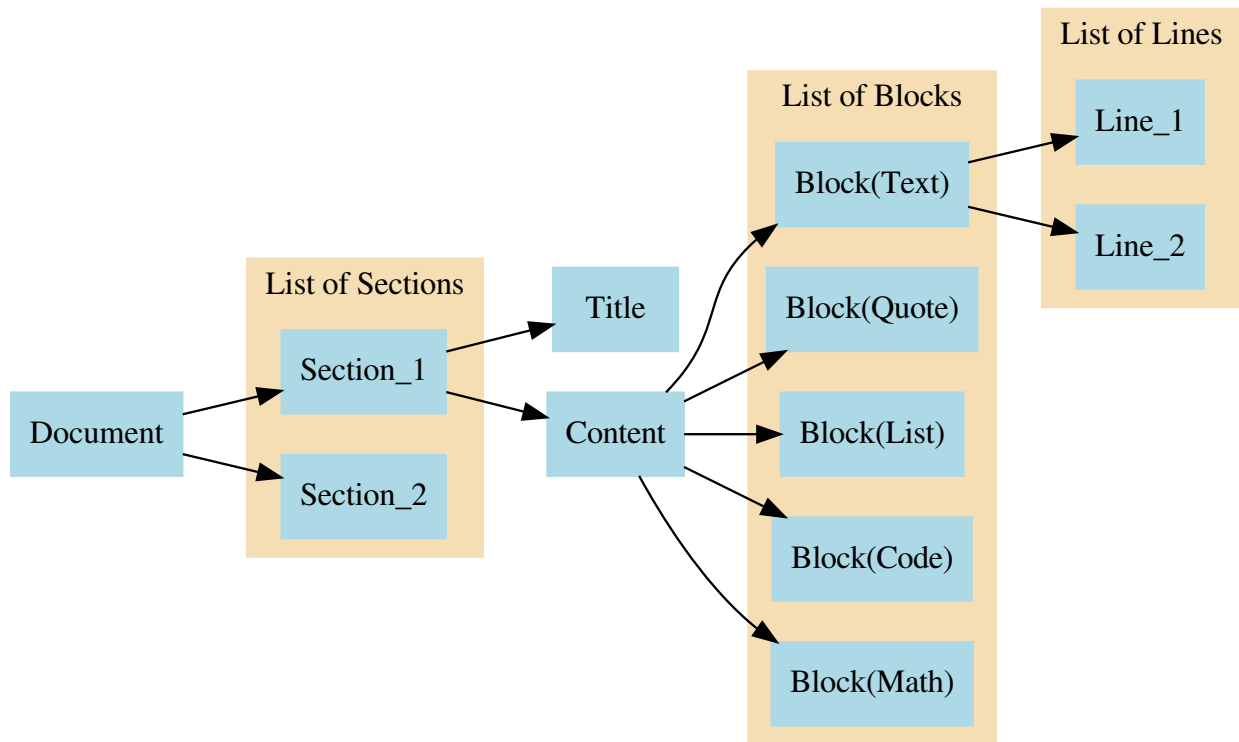 Document
List of Sections
Section_1
Section_2
Title
Content
List of Blocks
Block(Text)
Block(Quote)
Block(List)
Block(Code)
Block(Math)
List of Lines
Line_1
Line_2